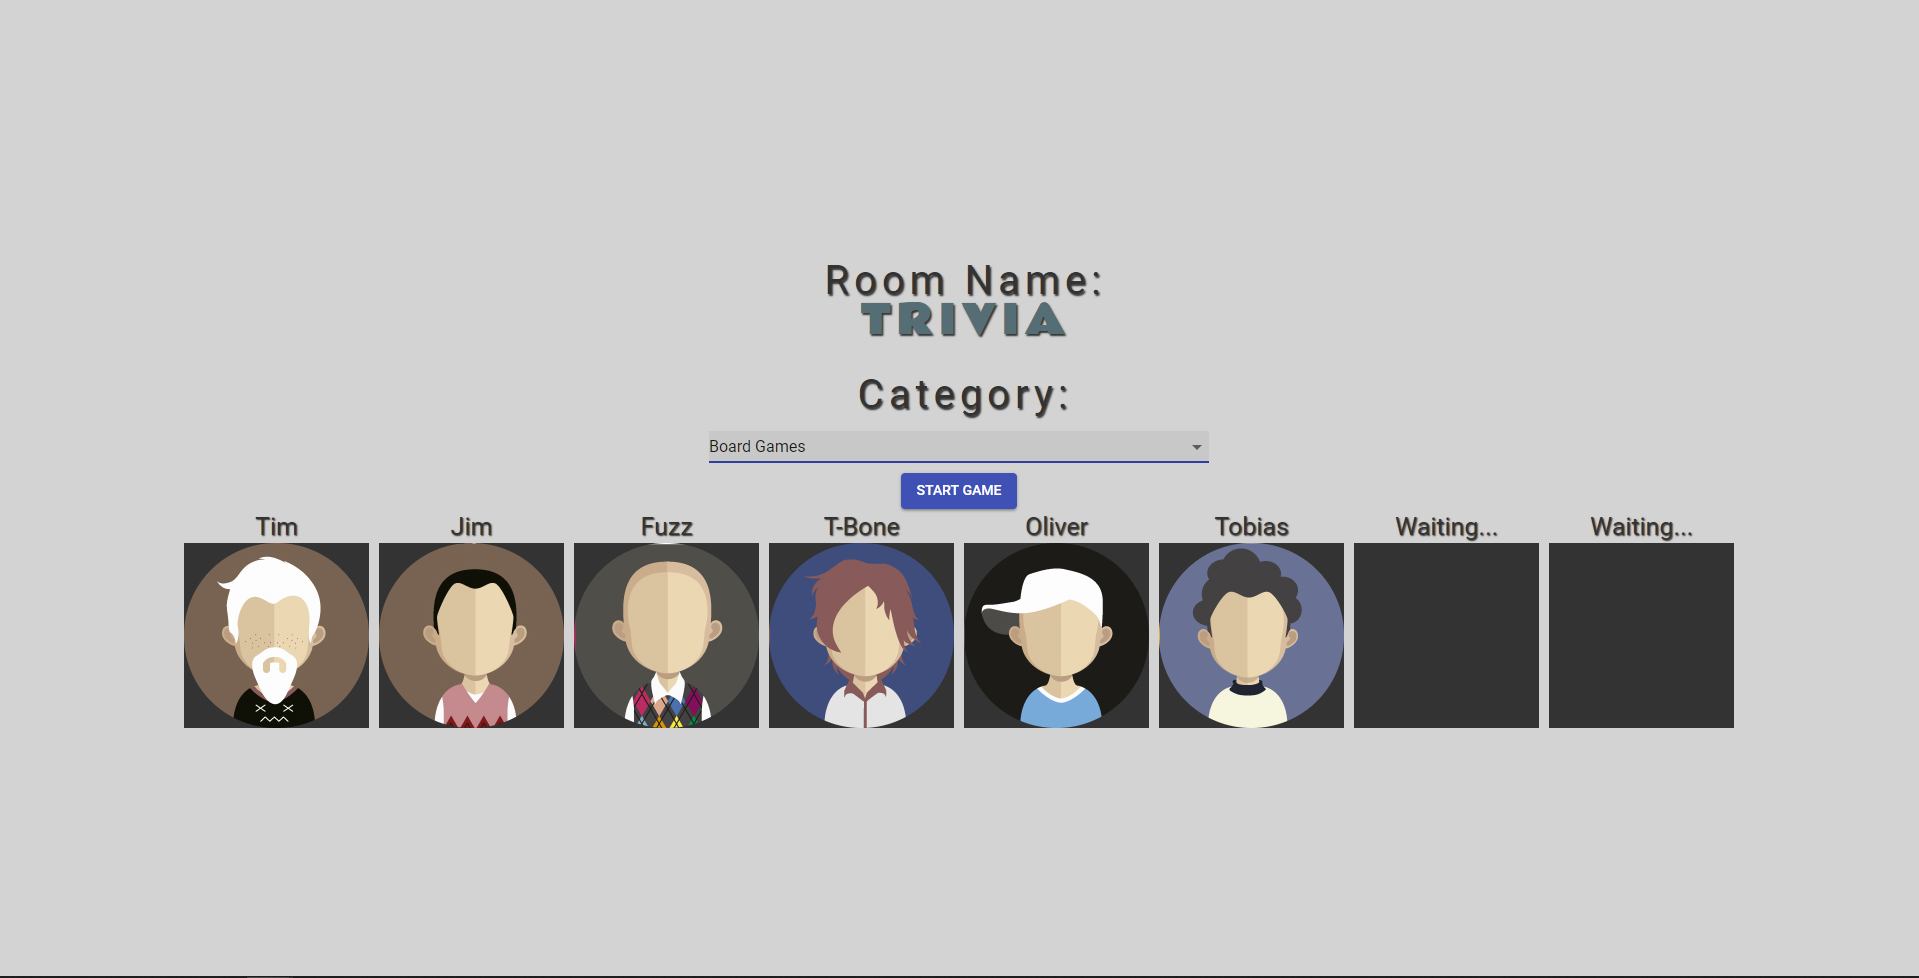 Room Name:
TRIVIA
Category:
Board Games
START GAME
Tim Jim Fuzz T-Bone Oliver Tobias Waiting... Waiting...